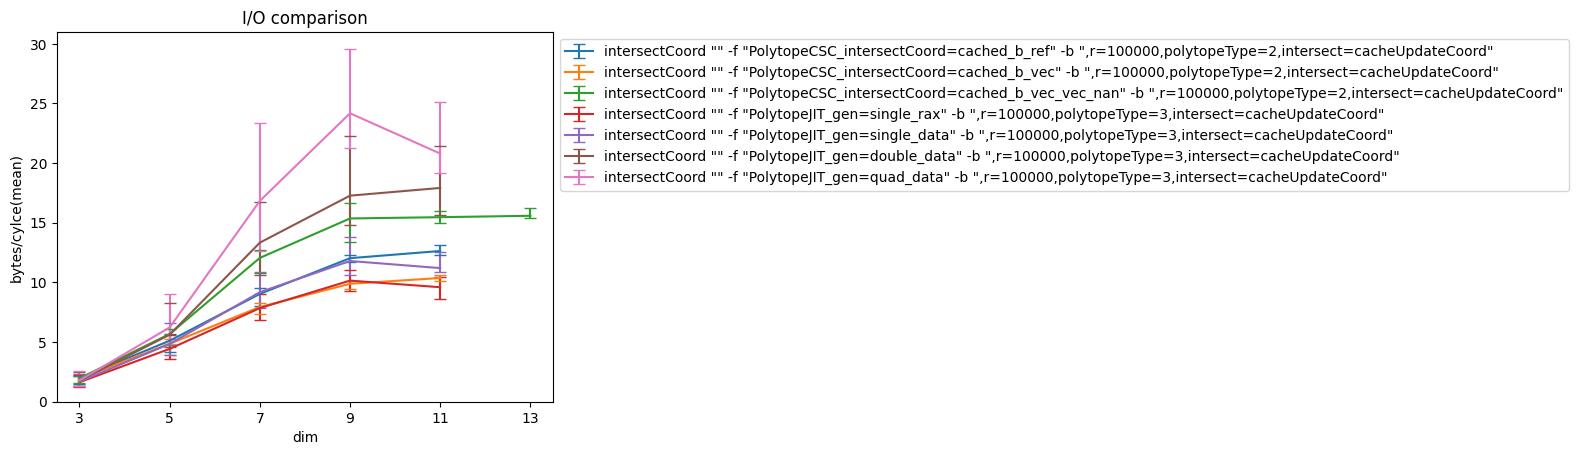 I/O comparison
30
25
20
15
10
5
0
bytes/cylce(mean)
3
5
7
9
11
13
dim
intersectCoord "" -f "PolytopeCSC_intersectCoord=cached_b_ref" -b ",r=100000,polytopeType=2,intersect=cacheUpdateCoord"
intersectCoord "" -f "PolytopeCSC_intersectCoord=cached_b_vec" -b ",r=100000,polytopeType=2,intersect=cacheUpdateCoord"
intersectCoord "" -f "PolytopeCSC_intersectCoord=cached_b_vec_vec_nan" -b ",r=100000,polytopeType=2,intersect=cacheUpdateCoord"
intersectCoord "" -f "PolytopeJIT_gen=single_rax" -b ",r=100000,polytopeType=3,intersect=cacheUpdateCoord"
intersectCoord "" -f "PolytopeJIT_gen=single_data" -b ",r=100000,polytopeType=3,intersect=cacheUpdateCoord"
intersectCoord "" -f "PolytopeJIT_gen=double_data" -b ",r=100000,polytopeType=3,intersect=cacheUpdateCoord"
intersectCoord "" -f "PolytopeJIT_gen=quad_data" -b ",r=100000,polytopeType=3,intersect=cacheUpdateCoord"